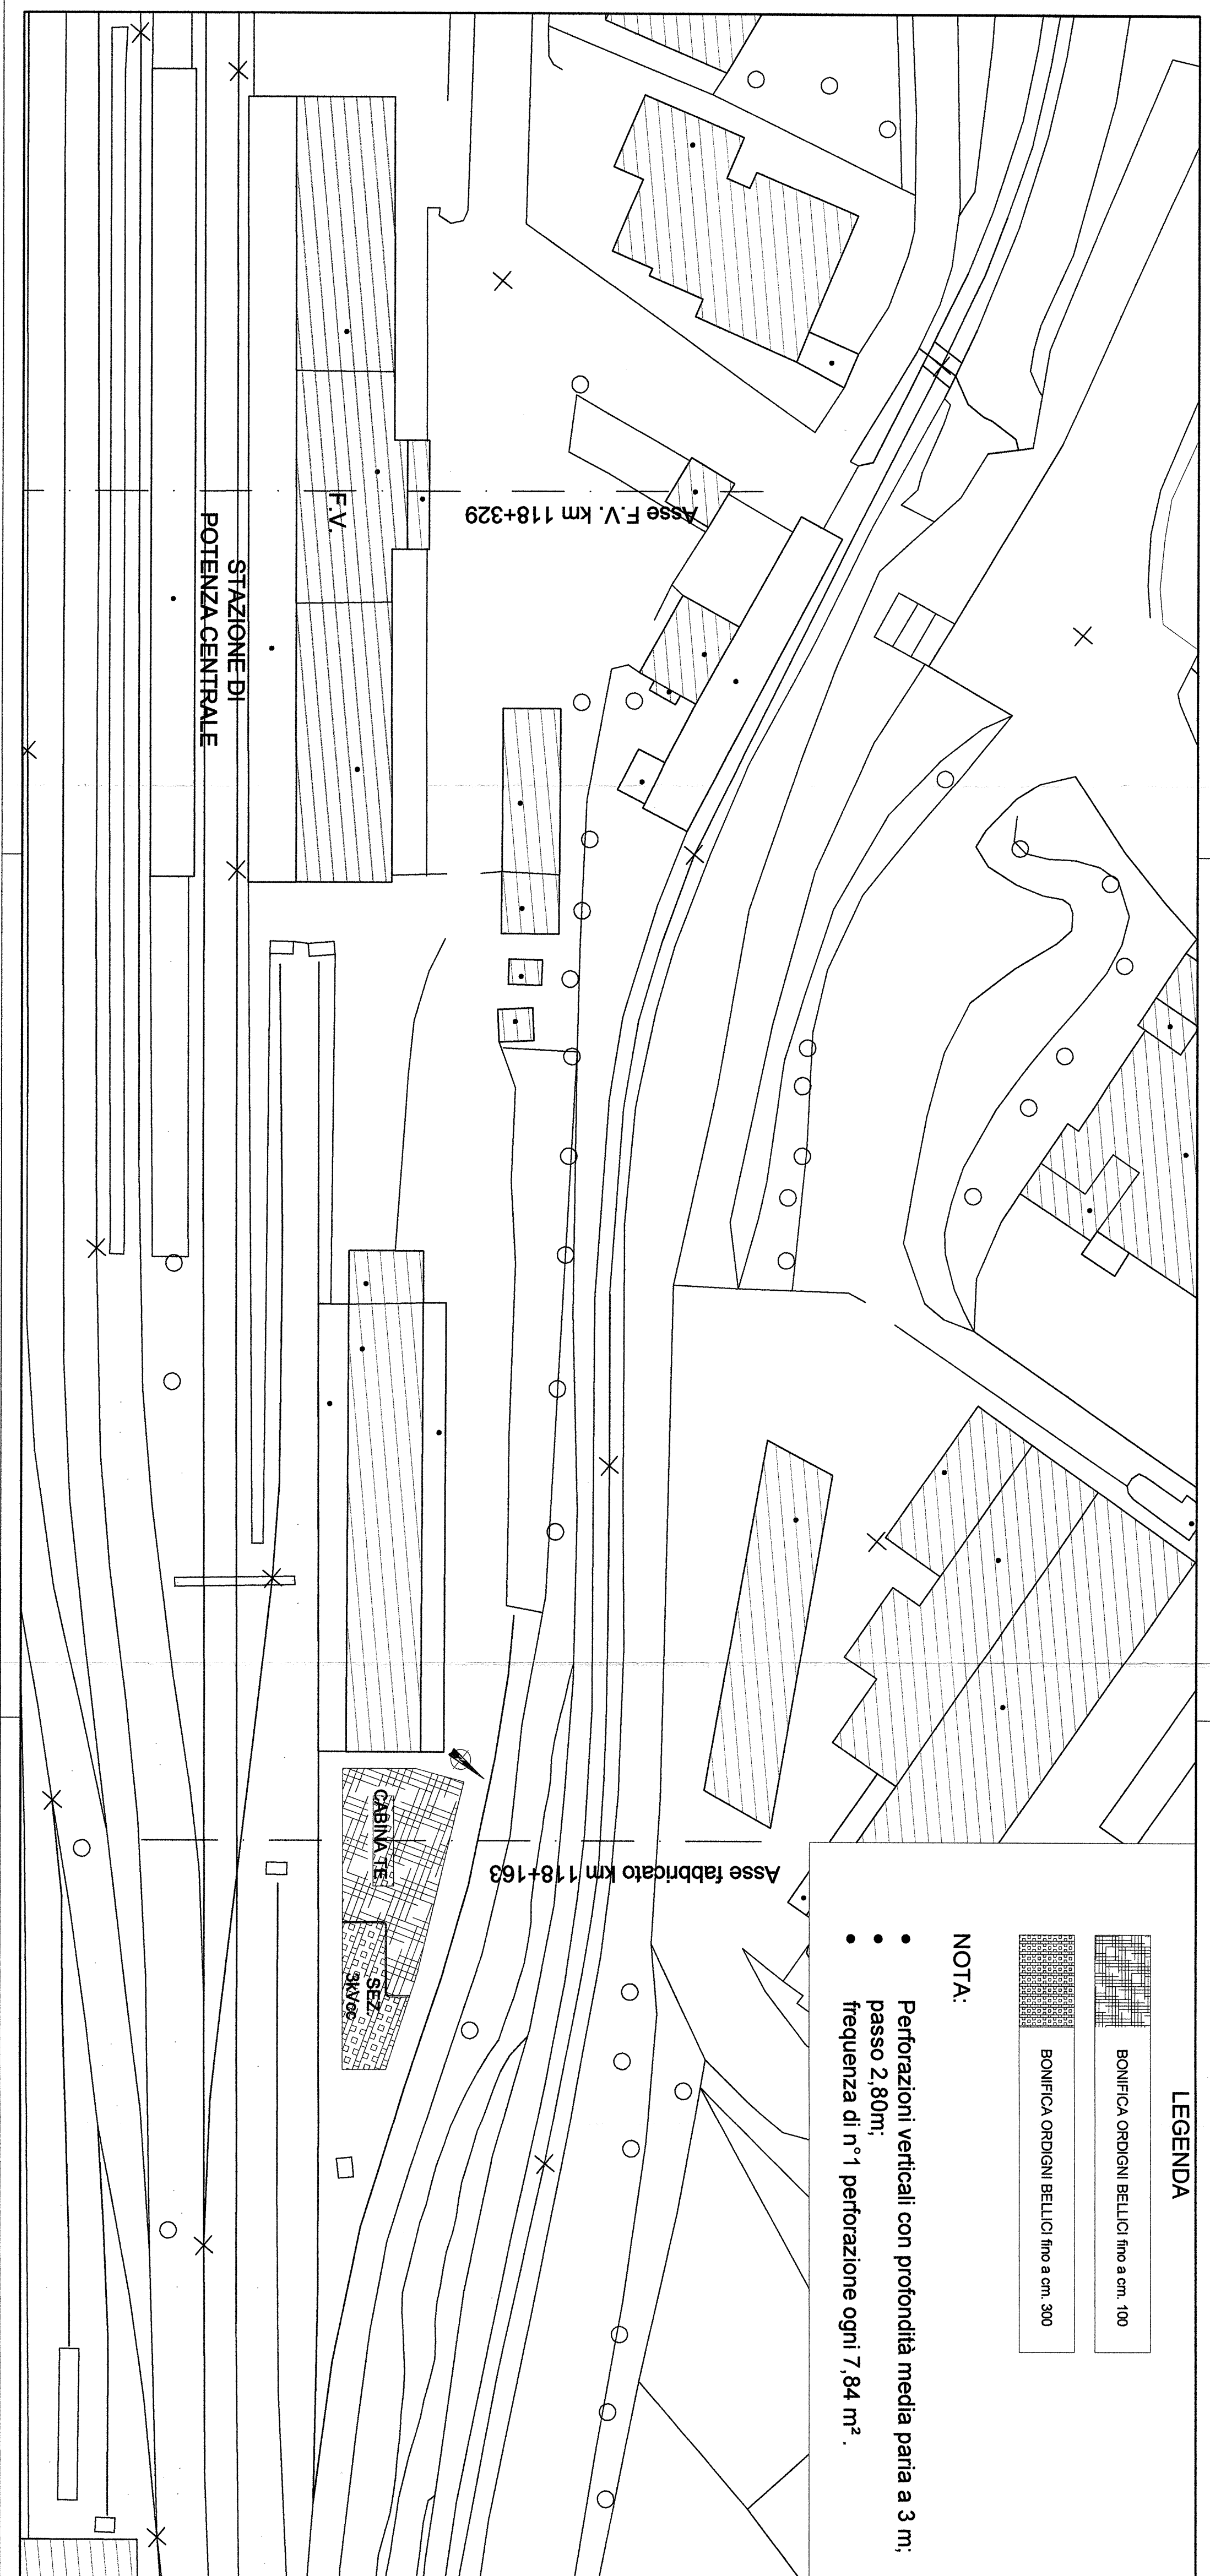 STAZIONE DI
POTENZA CENTRALE
F.V.
Asse F.V. km 118+329
Asse fabbricato km 118+163
CABINA TE
SEZ.
3kVcc
LEGENDA
BONIFICA ORDIGNI BELLICI fino a cm. 100
BONIFICA ORDIGNI BELLICI fino a cm. 300
NOTA:
• Perforazioni verticali con profondità media paria a 3 m;
• passo 2,80m;
• frequenza di n°1 perforazione ogni 7,84 m² .